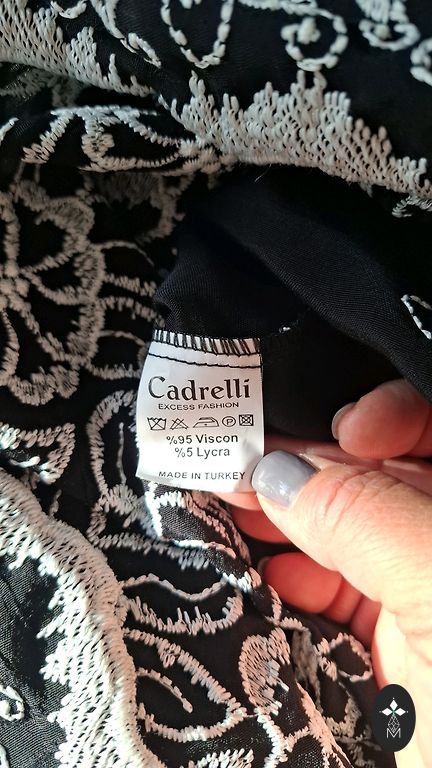 Cadrelli
EXCESS FASHION
%95 Viscon
%5 Lycra
MADE IN TURKEY